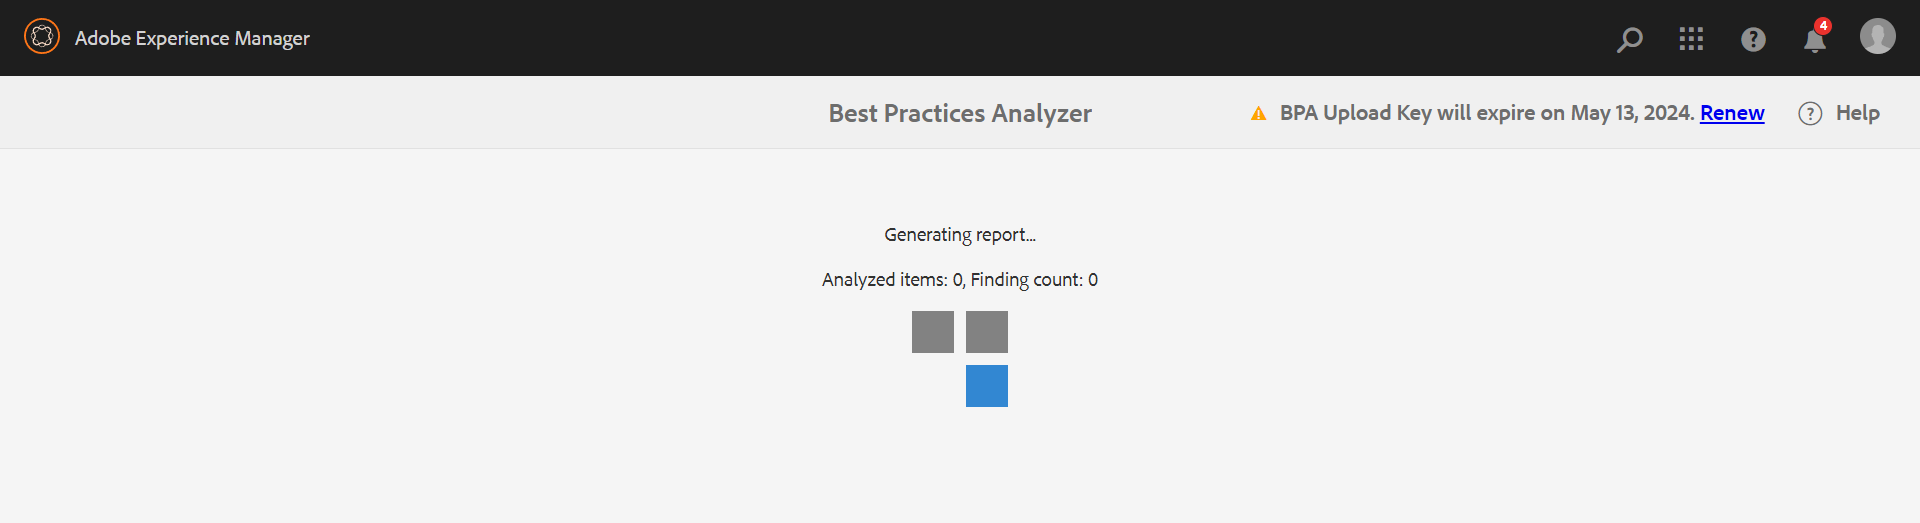 Adobe Experience Manager
?
4
Best Practices Analyzer
BPA Upload Key will expire on May 13, 2024. Renew
? Help
Generating report...
Analyzed items: 0, Finding count: 0